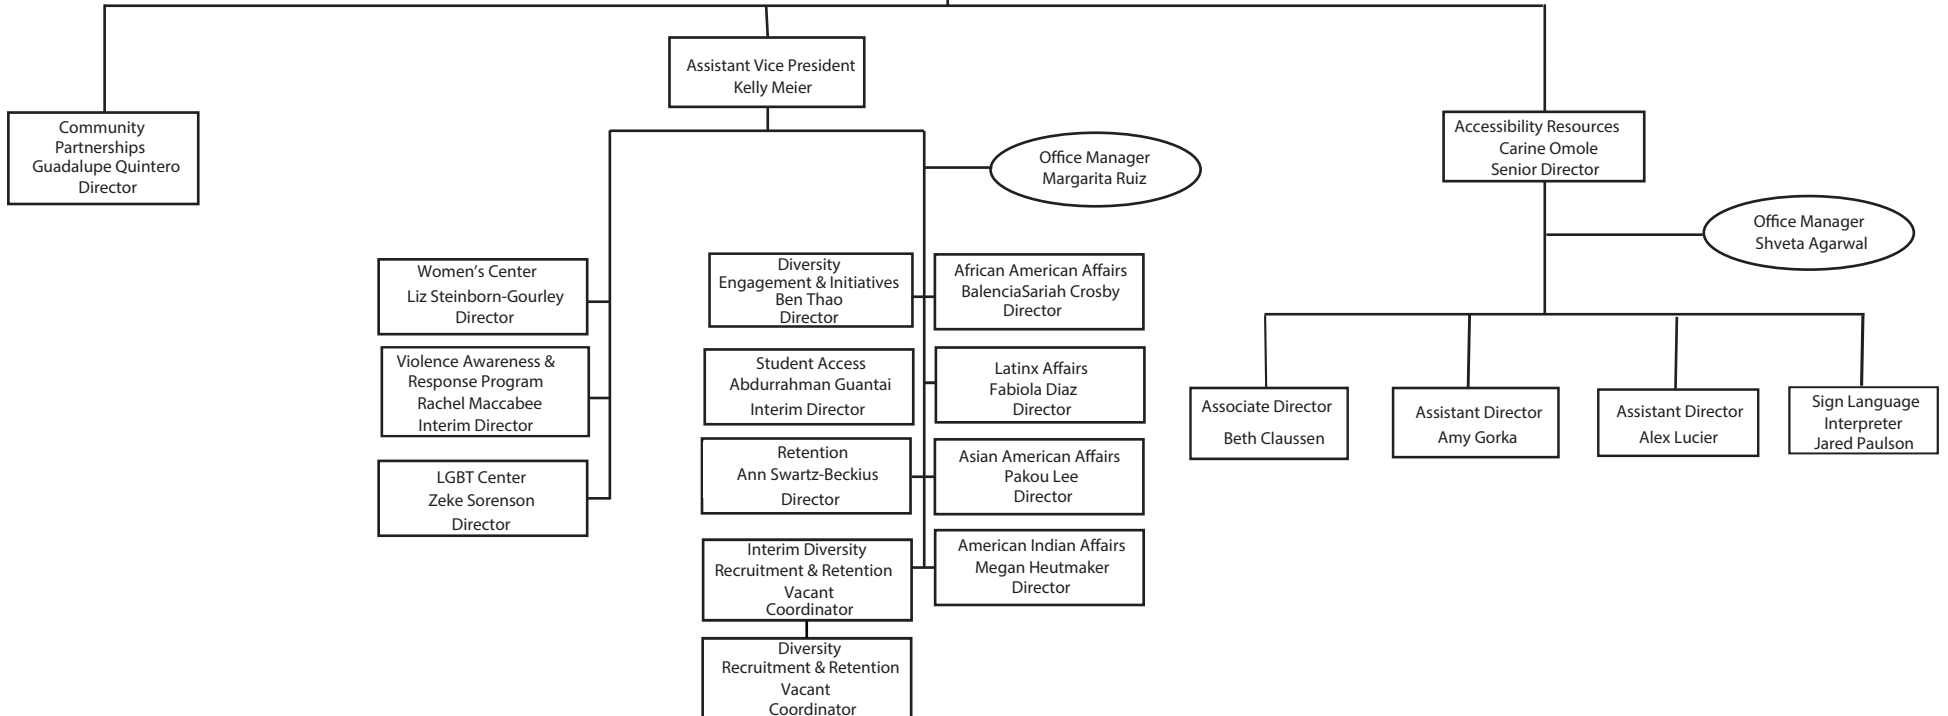 Assistant Vice President
Kelly Meier
Community
Partnerships
Guadalupe Quintero
Director
Accessibility Resources
Carine Omole
Senior Director
Office Manager
Margarita Ruiz
Office Manager
Shveta Agarwal
Women's Center
Liz Steinborn-Gourley
Director
Violence Awareness &
Response Program
Rachel Maccabee
Interim Director
LGBT Center
Zeke Sorenson
Director
Diversity
Engagement & Initiatives
Ben Thao
Director
African American Affairs
BalenciaSariah Crosby
Director
Student Access
Abdurrahman Guantai
Interim Director
Latinx Affairs
Fabiola Diaz
Director
Retention
Ann Swartz-Beckius
Director
Asian American Affairs
Pakou Lee
Director
Interim Diversity
Recruitment & Retention
Vacant
Coordinator
American Indian Affairs
Megan Heutmaker
Director
Diversity
Recruitment & Retention
Vacant
Coordinator
Associate Director
Beth Claussen
Assistant Director
Amy Gorka
Assistant Director
Alex Lucier
Sign Language
Interpreter
Jared Paulson